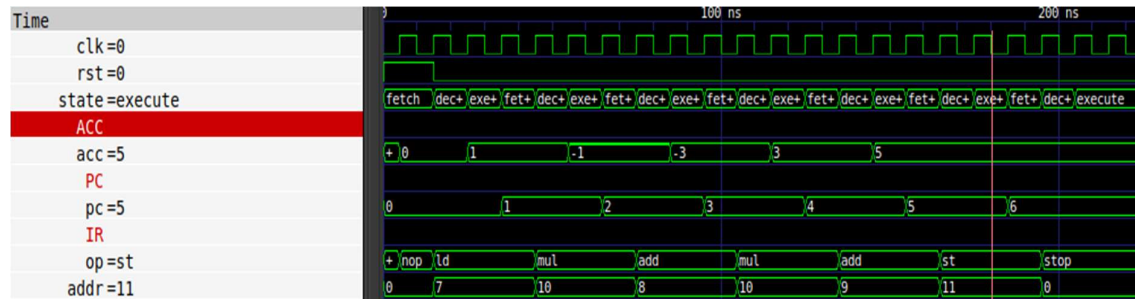 Time 0 100 ns 200 ns
clk=0
rst=0
state=execute fetch dec+ exe+ fet+ dec+ exe+ fet+ dec+ exe+ fet+ dec+ exe+ fet+ dec+ exe+ fet+ dec+ exe+ fet+ dec+ execute
ACC
acc=5 + 0 1 -1 -3 3 5
PC
pc=5 0 1 2 3 4 5 6
IR
op=st + nop ld mul add mul add st stop
addr=11 0 7 10 8 10 9 11 0